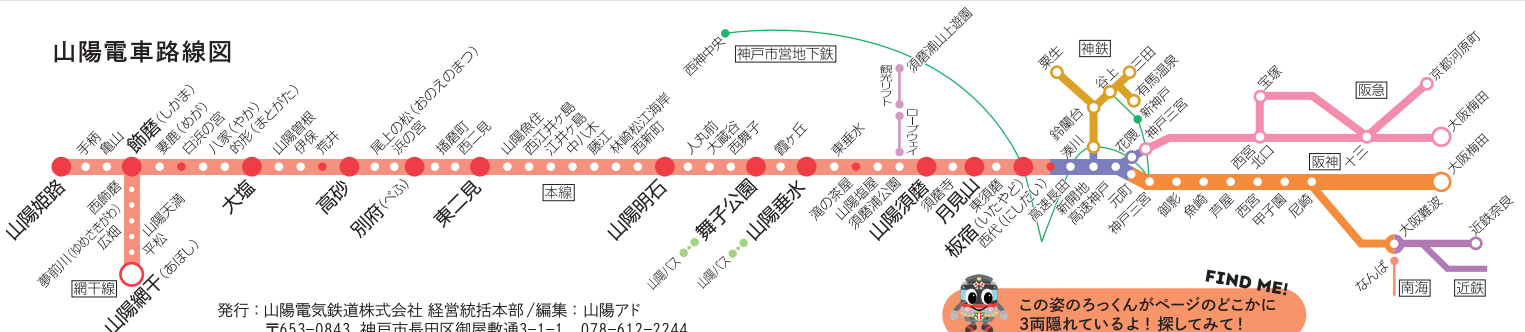 山陽電車路線図
山陽姫路
手柄
亀山
飾磨(しかま)
妻鹿(めか)
白浜の宮
八家(やか)
的形(まとがた)
大塩
山陽曽根
伊保
荒井
高砂
尾上の松(おのえのまつ)
浜の宮
別府(べふ)
播磨町
西二見
東二見
山陽魚住
西江井ヶ島
江井ヶ島
中八木
藤江
林崎松江海岸
西新町
山陽明石
人丸前
大蔵谷
西舞子
舞子公園
霞ヶ丘
山陽垂水
東垂水
滝の茶屋
山陽塩屋
須磨浦公園
山陽須磨
須磨寺
月見山
東須磨
板宿(いたやど)
西代(にしだい)
本線
西飾磨
夢前川(ゆめさきがわ)
広畑
山陽天満
平松
山陽網干(あぼし)
網干線
山陽バス
山陽バス
西神中央
神戸市営地下鉄
須磨浦山上遊園
観光リフト
ロープウェイ
高速長田
新開地
高速神戸
湊川
花隈
元町
神戸三宮
神戸三宮
新神戸
粟生
神鉄
谷上
三田
有馬温泉
鈴蘭台
宝塚
阪急
京都河原町
大阪梅田
西宮北口
十三
阪神
大阪梅田
御影
魚崎
芦屋
西宮
甲子園
尼崎
大阪難波
近鉄奈良
なんば
南海
近鉄
発行：山陽電気鉄道株式会社 経営統括本部/編集：山陽アド
〒653-0843 神戸市長田区御屋敷通3-1-1 078-612-2244
FIND ME!
この姿のろっくんがページのどこかに
3両隠れているよ！探してみて！